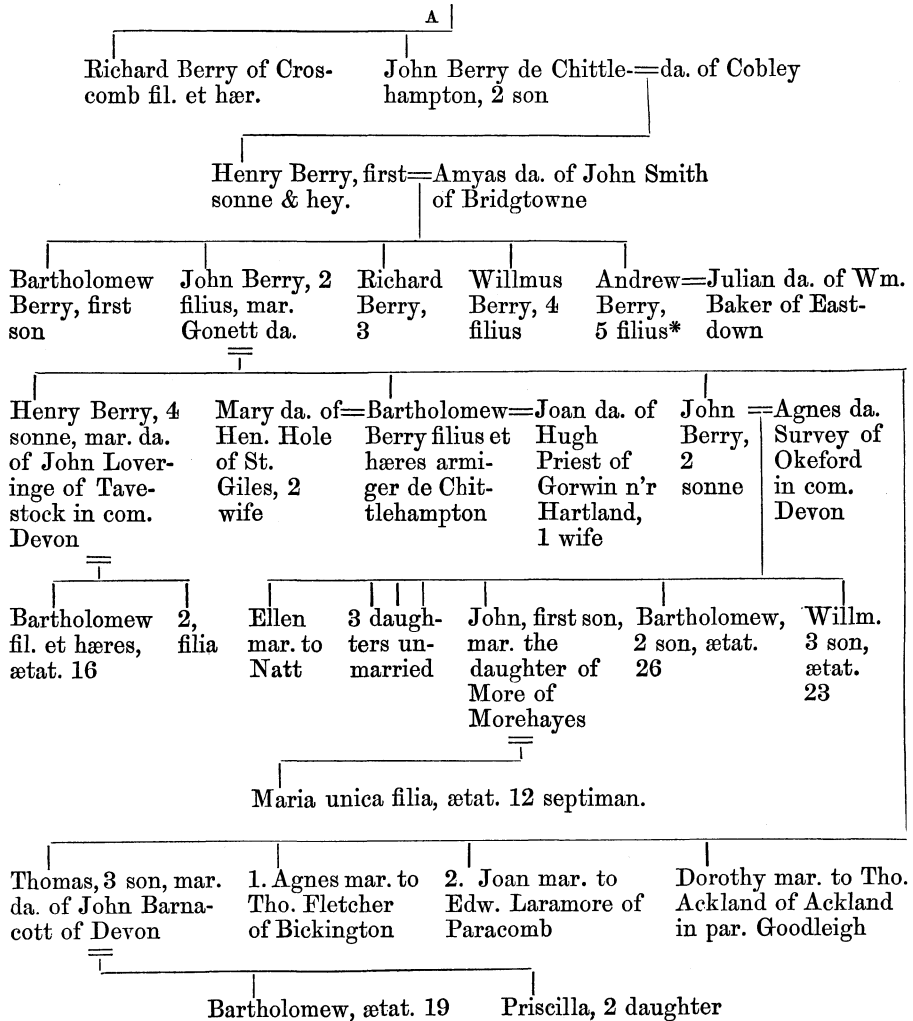 A
Richard Berry of Cros-
comb fil. et hær.
John Berry de Chittle-=da. of Cobley
hampton, 2 son
Henry Berry, first=Amyas da. of John Smith
sonne & hey. of Bridgtowne
Bartholomew
Berry, first
son
John Berry, 2
filius, mar.
Gonett da.
Richard
Berry,
3
Willmus
Berry, 4
filius
Andrew=Julian da. of Wm.
Berry, Baker of East-
5 filius* down
Henry Berry, 4
sonne, mar. da.
of John Lover-
inge of Tave-
stock in com.
Devon
Mary da. of=Bartholomew=Joan da. of
Hen. Hole Berry filius et Hugh
of St. hæres armi- Priest of
Giles, 2 ger de Chit- Gorwin n'r
wife tlehampton Hartland,
1 wife
John =Agnes da.
Berry, Survey of
2 Okeford
sonne in com.
Devon
Bartholomew
fil. et hæres,
ætat. 16
2,
filia
Ellen
mar. to
Natt
3 daugh-
ters un-
married
John, first son,
mar. the
daughter of
More of
Morehayes
Bartholomew,
2 son, ætat.
26
Willm.
3 son,
ætat.
23
Maria unica filia, ætat. 12 septiman.
Thomas, 3 son, mar.
da. of John Barna-
cott of Devon
1. Agnes mar. to
Tho. Fletcher
of Bickington
2. Joan mar. to
Edw. Laramore of
Paracomb
Dorothy mar. to Tho.
Ackland of Ackland
in par. Goodleigh
Bartholomew, ætat. 19
Priscilla, 2 daughter